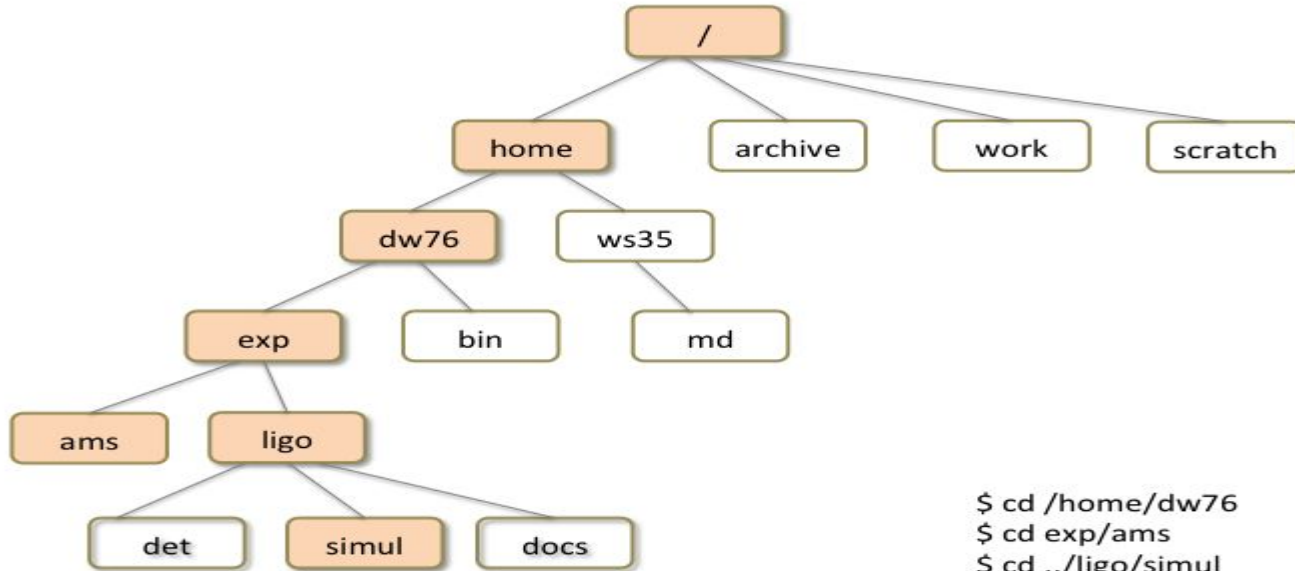 /
home archive work scratch
dw76 ws35
exp bin md
ams ligo
det simul docs
$ cd /home/dw76
$ cd exp/ams
$ cd ../ligo/simul